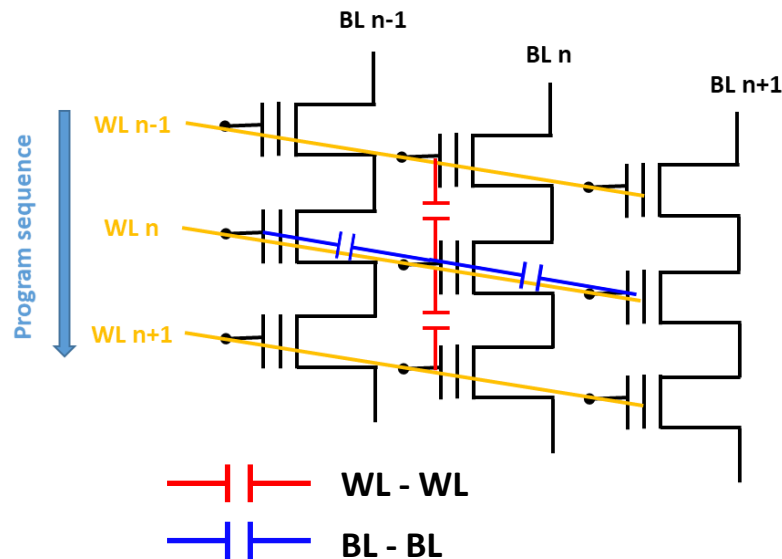 BL n-1
BL n
BL n+1
WL n-1
WL n
WL n+1
Program sequence
WL - WL
BL - BL